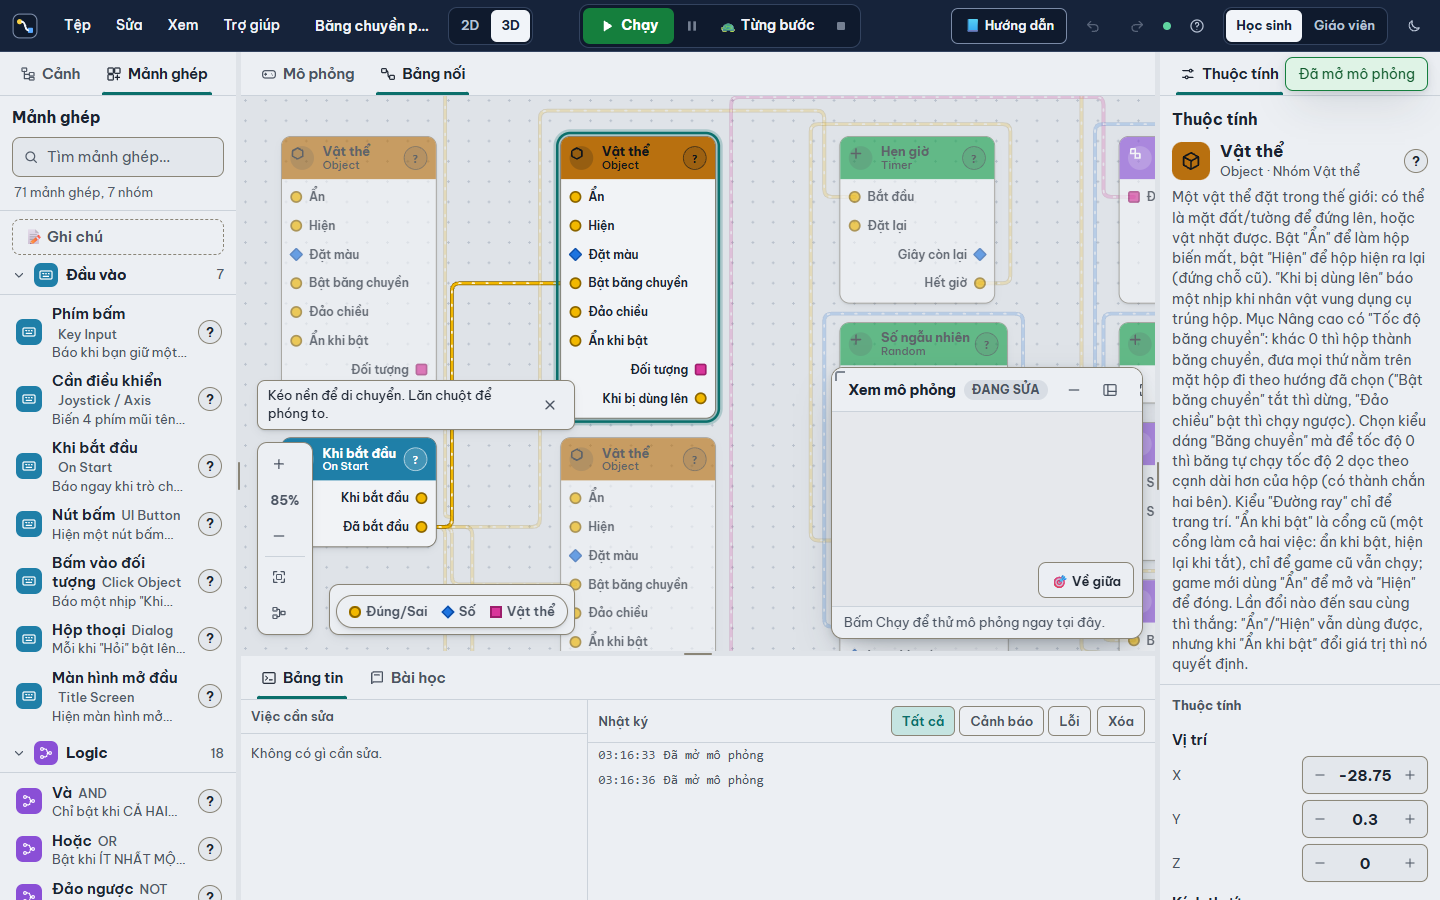 Tệp Sửa Xem Trợ giúp Băng chuyền p... 2D 3D Chạy Từng bước Hướng dẫn Học sinh Giáo viên
Cảnh Mảnh ghép
Mảnh ghép
Tìm mảnh ghép...
71 mảnh ghép, 7 nhóm
Ghi chú
Đầu vào 7
Phím bấm
Key Input
Báo khi bạn giữ một...
?
Cần điều khiển
Joystick / Axis
Biến 4 phím mũi tên...
?
Khi bắt đầu
On Start
Báo ngay khi trò ch...
?
Nút bấm UI Button
Hiện một nút bấm...
?
Bấm vào đối
tượng Click Object
Báo một nhịp "Khi...
?
Hộp thoại Dialog
Mỗi khi "Hỏi" bật lên...
?
Màn hình mở đầu
Title Screen
Hiện màn hình mở...
?
Logic 18
Và AND
Chỉ bật khi CẢ HAI...
?
Hoặc OR
Bật khi ÍT NHẤT MỘ...
?
Đảo ngược NOT
?
Mô phỏng Bảng nối
Vật thể
Object
?
Ẩn
Hiện
Đặt màu
Bật băng chuyền
Đảo chiều
Ẩn khi bật
Đối tượng
Vật thể
Object
?
Ẩn
Hiện
Đặt màu
Bật băng chuyền
Đảo chiều
Ẩn khi bật
Đối tượng
Khi bị dùng lên
Hẹn giờ
Timer
?
Bắt đầu
Đặt lại
Giây còn lại
Hết giờ
Đ
Số ngẫu nhiên
Random
?
Kéo nền để di chuyển. Lăn chuột để
phóng to.
Khi bắt đầu
On Start
?
Khi bắt đầu
Đã bắt đầu
85%
Vật thể
Object
?
Ẩn
Hiện
Đặt màu
Bật băng chuyền
Đảo chiều
Ẩn khi bật
Đúng/Sai Số Vật thể
Xem mô phỏng ĐANG SỬA
Về giữa
Bấm Chạy để thử mô phỏng ngay tại đây.
S
S
B
Bảng tin Bài học
Việc cần sửa
Không có gì cần sửa.
Nhật ký Tất cả Cảnh báo Lỗi Xóa
03:16:33 Đã mở mô phỏng
03:16:36 Đã mở mô phỏng
Thuộc tính Đã mở mô phỏng
Thuộc tính
Vật thể
Object · Nhóm Vật thể
?
Một vật thể đặt trong thế giới: có thể
là mặt đất/tường để đứng lên, hoặc
vật nhặt được. Bật "Ẩn" để làm hộp
biến mất, bật "Hiện" để hộp hiện ra lại
(đứng chỗ cũ). "Khi bị dùng lên" báo
một nhịp khi nhân vật vung dụng cụ
trúng hộp. Mục Nâng cao có "Tốc độ
băng chuyền": khác 0 thì hộp thành
băng chuyền, đưa mọi thứ nằm trên
mặt hộp đi theo hướng đã chọn ("Bật
băng chuyền" tắt thì dừng, "Đảo
chiều" bật thì chạy ngược). Chọn kiểu
dáng "Băng chuyền" mà để tốc độ 0
thì băng tự chạy tốc độ 2 dọc theo
cạnh dài hơn của hộp (có thành chắn
hai bên). Kiểu "Đường ray" chỉ để
trang trí. "Ẩn khi bật" là cổng cũ (một
cổng làm cả hai việc: ẩn khi bật, hiện
lại khi tắt), chỉ để game cũ vẫn chạy;
game mới dùng "Ẩn" để mở và "Hiện"
để đóng. Lần đổi nào đến sau cùng
thì thắng: "Ẩn"/"Hiện" vẫn dùng được,
nhưng khi "Ẩn khi bật" đổi giá trị thì nó
quyết định.
Thuộc tính
Vị trí
X − -28.75 +
Y − 0.3 +
Z − 0 +